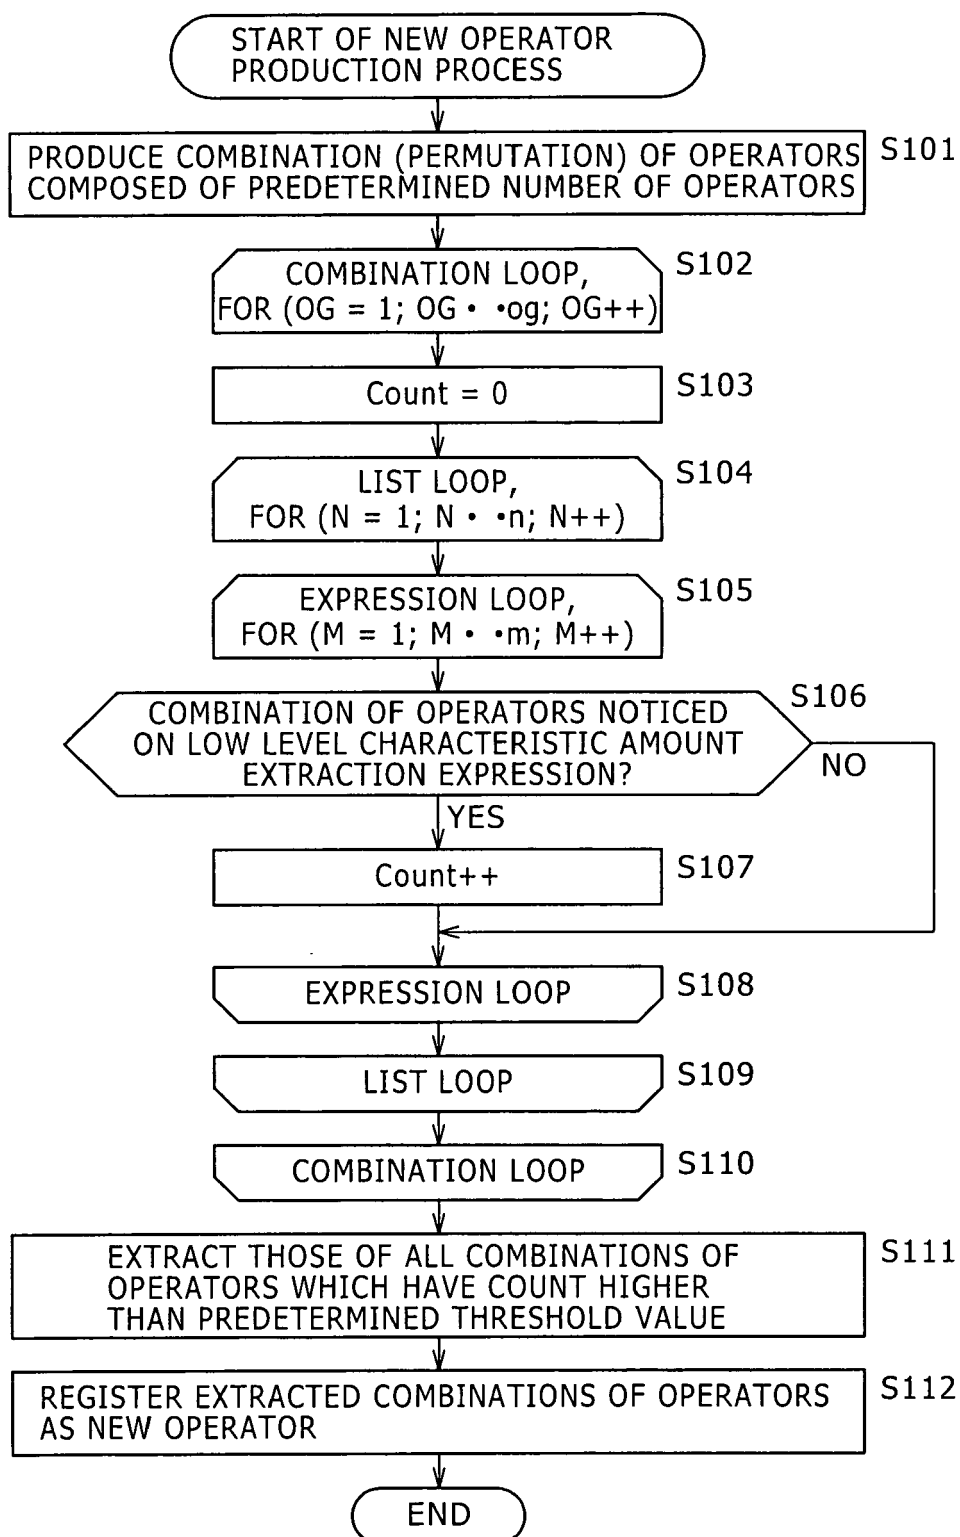 START OF NEW OPERATOR
PRODUCTION PROCESS
PRODUCE COMBINATION (PERMUTATION) OF OPERATORS
COMPOSED OF PREDETERMINED NUMBER OF OPERATORS
S101
COMBINATION LOOP,
FOR (OG = 1; OG・・og; OG++)
S102
Count = 0
S103
LIST LOOP,
FOR (N = 1; N・・n; N++)
S104
EXPRESSION LOOP,
FOR (M = 1; M・・m; M++)
S105
COMBINATION OF OPERATORS NOTICED
ON LOW LEVEL CHARACTERISTIC AMOUNT
EXTRACTION EXPRESSION?
S106
NO
YES
Count++
S107
EXPRESSION LOOP
S108
LIST LOOP
S109
COMBINATION LOOP
S110
EXTRACT THOSE OF ALL COMBINATIONS OF
OPERATORS WHICH HAVE COUNT HIGHER
THAN PREDETERMINED THRESHOLD VALUE
S111
REGISTER EXTRACTED COMBINATIONS OF OPERATORS
AS NEW OPERATOR
S112
END